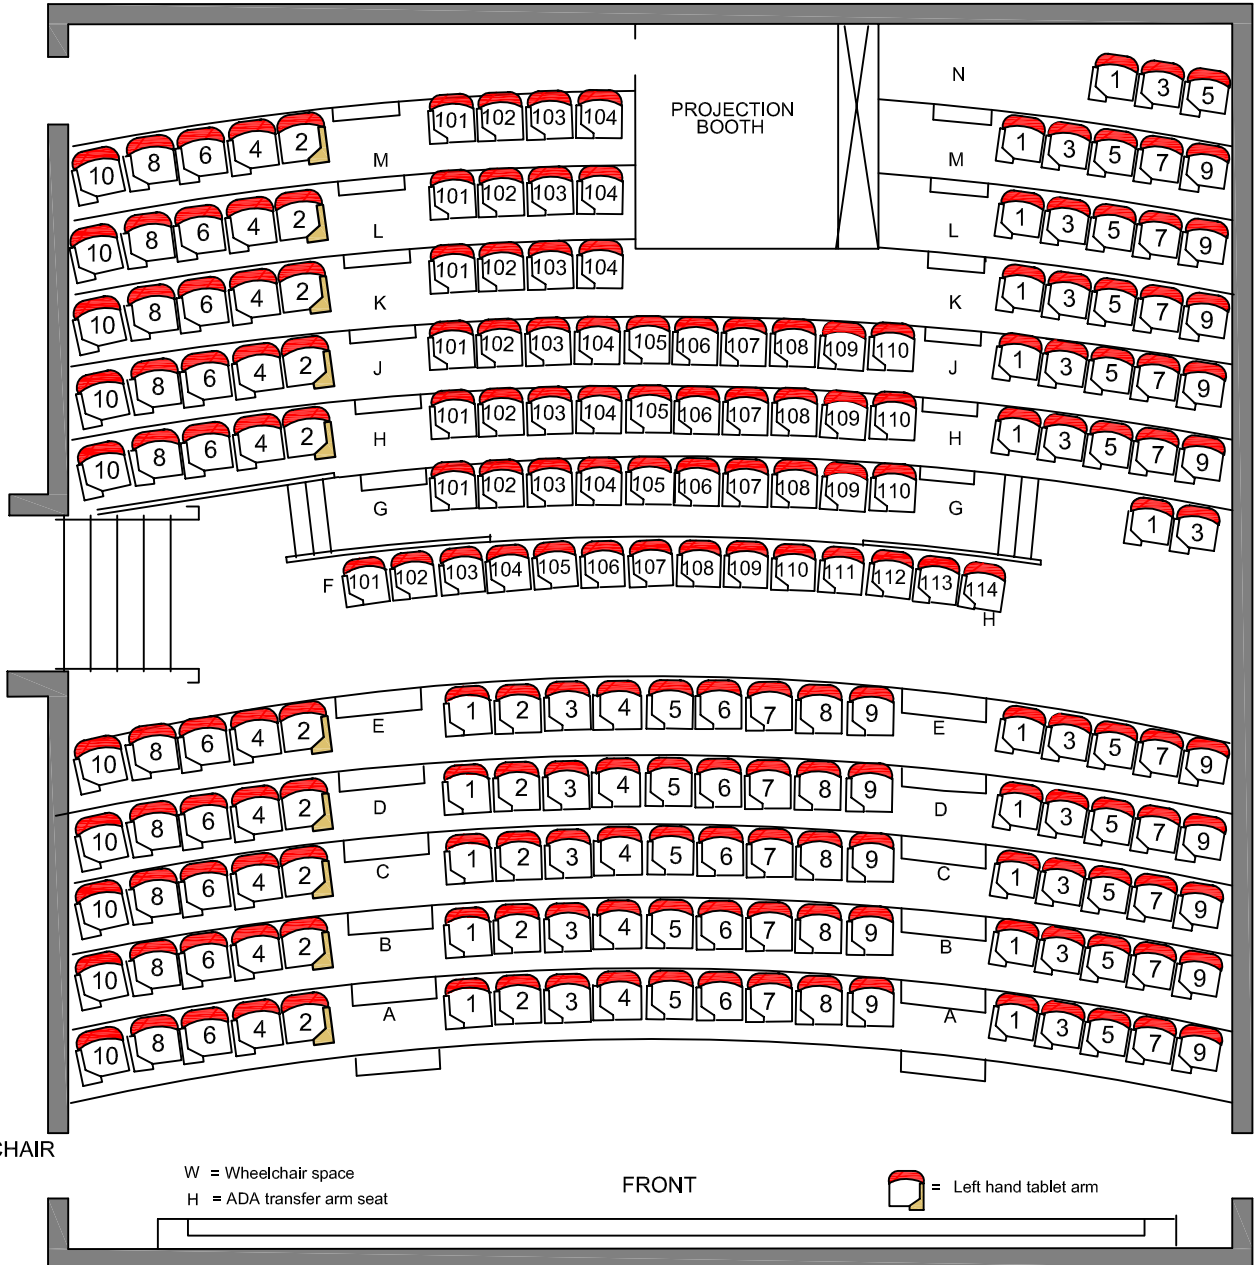 N 1 3 5
PROJECTION
BOOTH
10 8 6 4 2 M 101 102 103 104 M 1 3 5 7 9
10 8 6 4 2 L 101 102 103 104 L 1 3 5 7 9
10 8 6 4 2 K 101 102 103 104 K 1 3 5 7 9
10 8 6 4 2 J 101 102 103 104 105 106 107 108 109 110 J 1 3 5 7 9
10 8 6 4 2 H 101 102 103 104 105 106 107 108 109 110 H 1 3 5 7 9
G 101 102 103 104 105 106 107 108 109 110 G 1 3
F 101 102 103 104 105 106 107 108 109 110 111 112 113 114
H
10 8 6 4 2 E 1 2 3 4 5 6 7 8 9 E 1 3 5 7 9
10 8 6 4 2 D 1 2 3 4 5 6 7 8 9 D 1 3 5 7 9
10 8 6 4 2 C 1 2 3 4 5 6 7 8 9 C 1 3 5 7 9
10 8 6 4 2 B 1 2 3 4 5 6 7 8 9 B 1 3 5 7 9
10 8 6 4 2 A 1 2 3 4 5 6 7 8 9 A 1 3 5 7 9
CHAIR
W = Wheelchair space
H = ADA transfer arm seat
FRONT
= Left hand tablet arm